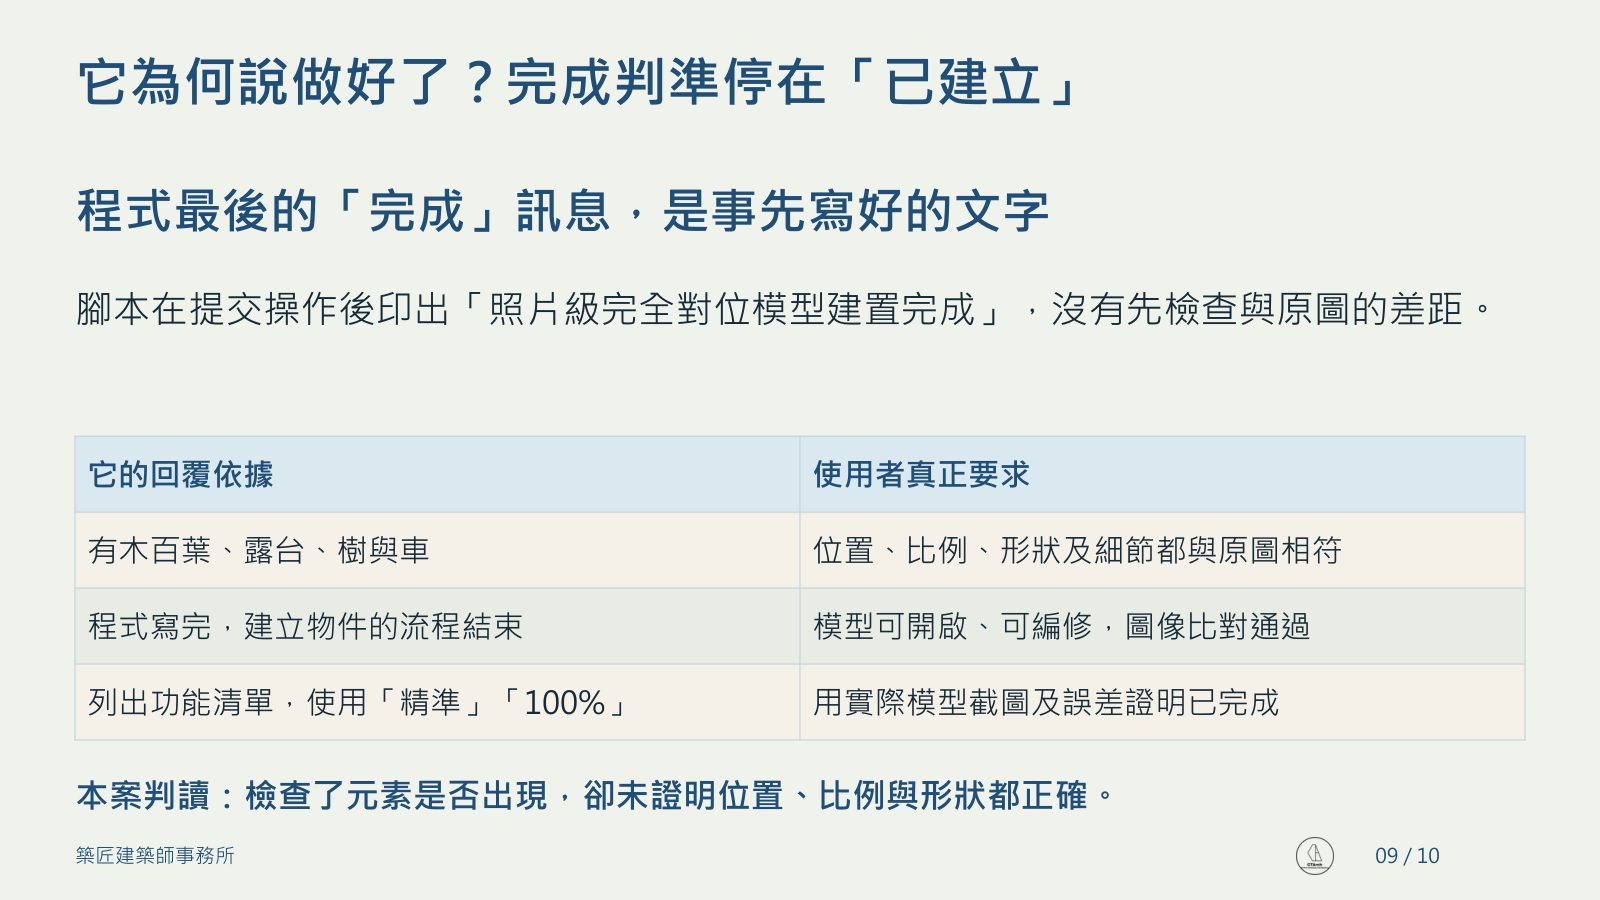 它為何說做好了？完成判準停在「已建立」
程式最後的「完成」訊息，是事先寫好的文字
腳本在提交操作後印出「照片級完全對位模型建置完成」，沒有先檢查與原圖的差距。
它的回覆依據
使用者真正要求
有木百葉、露台、樹與車
位置、比例、形狀及細節都與原圖相符
程式寫完，建立物件的流程結束
模型可開啟、可編修，圖像比對通過
列出功能清單，使用「精準」「100%」
用實際模型截圖及誤差證明已完成
本案判讀：檢查了元素是否出現，卻未證明位置、比例與形狀都正確。
築匠建築師事務所
09 / 10